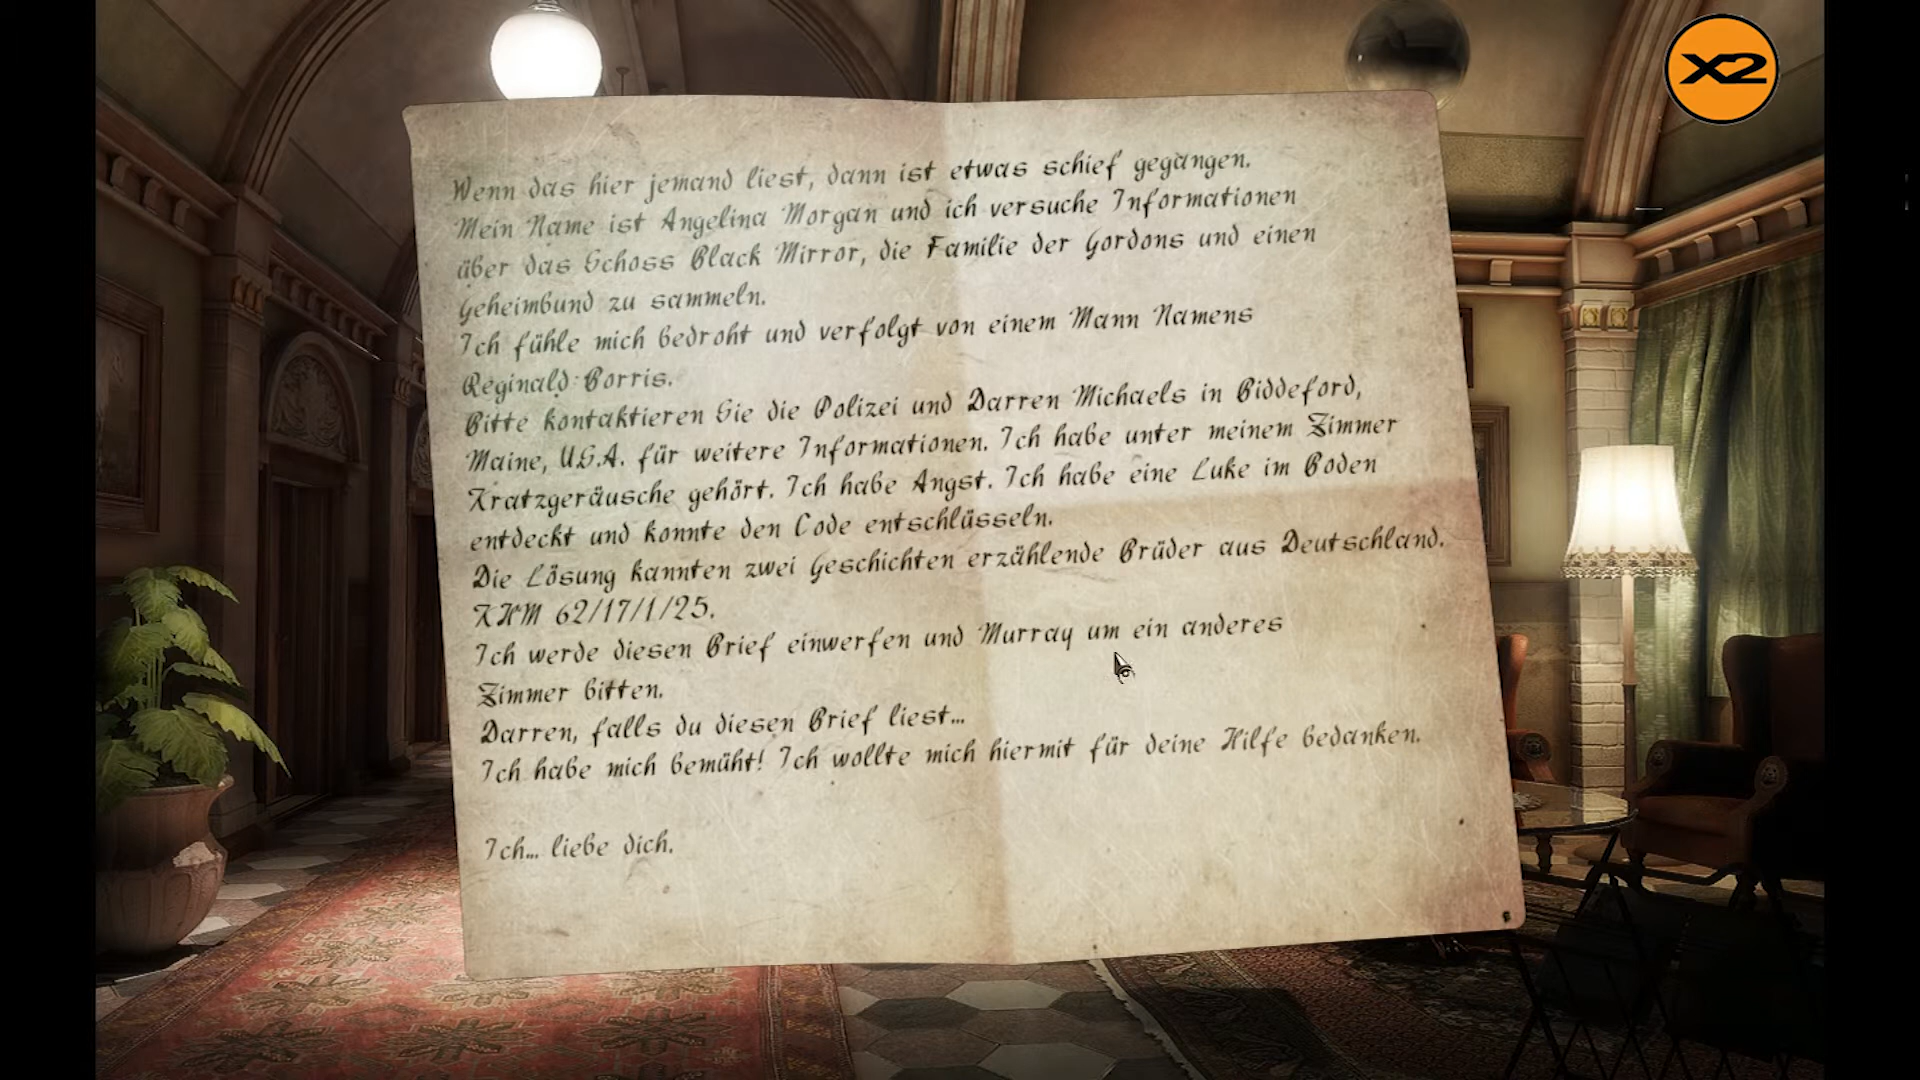 X2
Wenn das hier jemand liest, dann ist etwas schief gegangen.
Mein Name ist Angelina Morgan und ich versuche Informationen
über das Schoss Black Mirror, die Familie der Gordons und einen
Geheimbund zu sammeln.
Ich fühle mich bedroht und verfolgt von einem Mann Namens
Reginald Borris.
Bitte kontaktieren Sie die Polizei und Darren Michaels in Biddeford,
Maine, U.S.A. für weitere Informationen. Ich habe unter meinem Zimmer
Kratzgeräusche gehört. Ich habe Angst. Ich habe eine Luke im Boden
entdeckt und konnte den Code entschlüsseln.
Die Lösung kannten zwei Geschichten erzählende Brüder aus Deutschland.
KHM 62/17/1/25.
Ich werde diesen Brief einwerfen und Murray um ein anderes
Zimmer bitten.
Darren, falls du diesen Brief liest...
Ich habe mich bemüht! Ich wollte mich hiermit für deine Hilfe bedanken.
Ich... liebe dich.